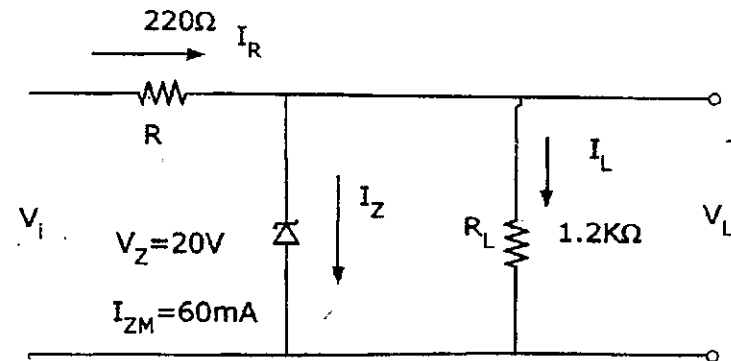 220Ω
I_R
R
I_L
I_Z
V_i
V_Z=20V
R_L
1.2KΩ
V_L
I_ZM=60mA